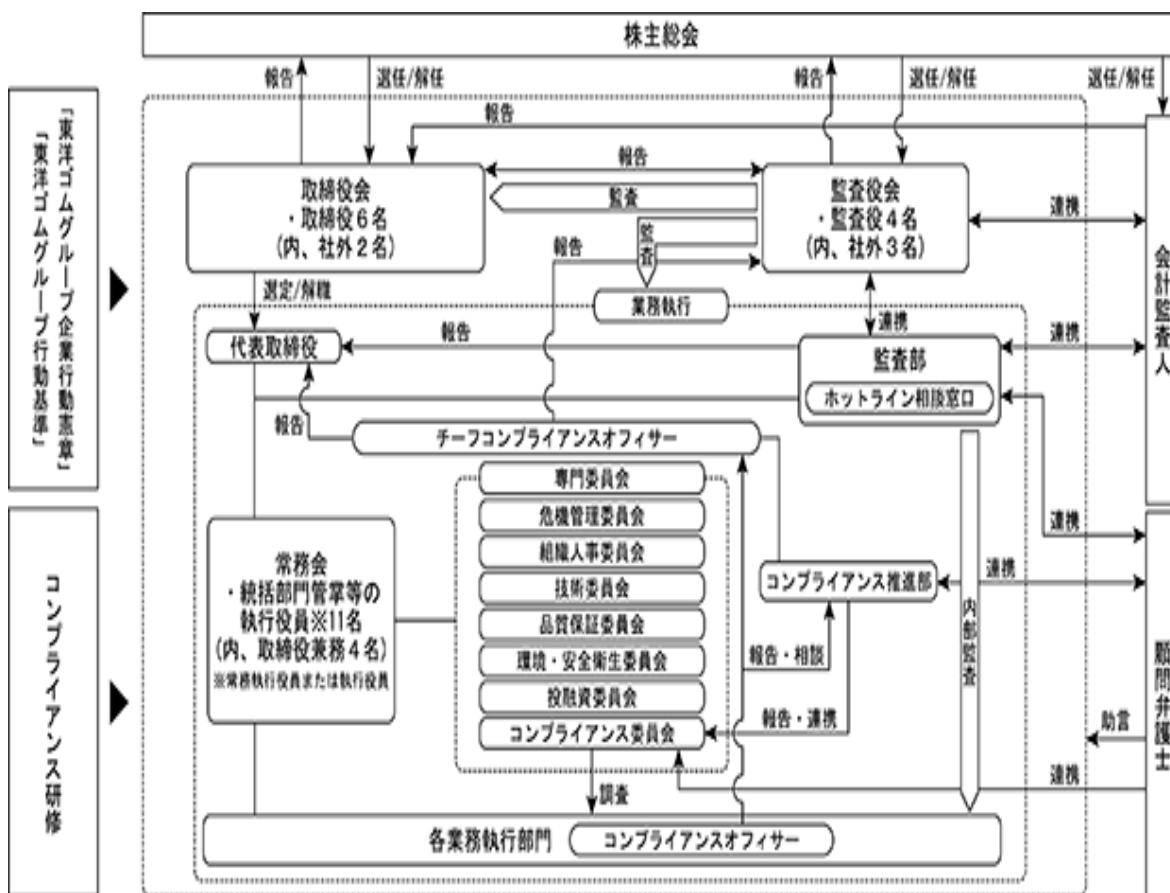 株主総会
報告
選任/解任
報告
選任/解任
選任/解任
「東洋ゴムグループ企業行動憲章」
「東洋ゴムグループ行動基準」
報告
取締役会
・取締役6名
(内、社外2名)
報告
監査
監査
報告
監査役会
・監査役4名
(内、社外3名)
連携
会計監査人
選定/解職
業務執行
連携
代表取締役
報告
監査部
ホットライン相談窓口
連携
報告
チーフコンプライアンスオフィサー
専門委員会
危機管理委員会
組織人事委員会
技術委員会
品質保証委員会
環境・安全衛生委員会
投融資委員会
コンプライアンス委員会
常務会
・統括部門管掌等の
執行役員※11名
(内、取締役兼務4名)
※常務執行役員または執行役員
コンプライアンス推進部
連携
連携
内部監査
報告・相談
報告・連携
コンプライアンス研修
顧問弁護士
助言
連携
調査
各業務執行部門
コンプライアンスオフィサー